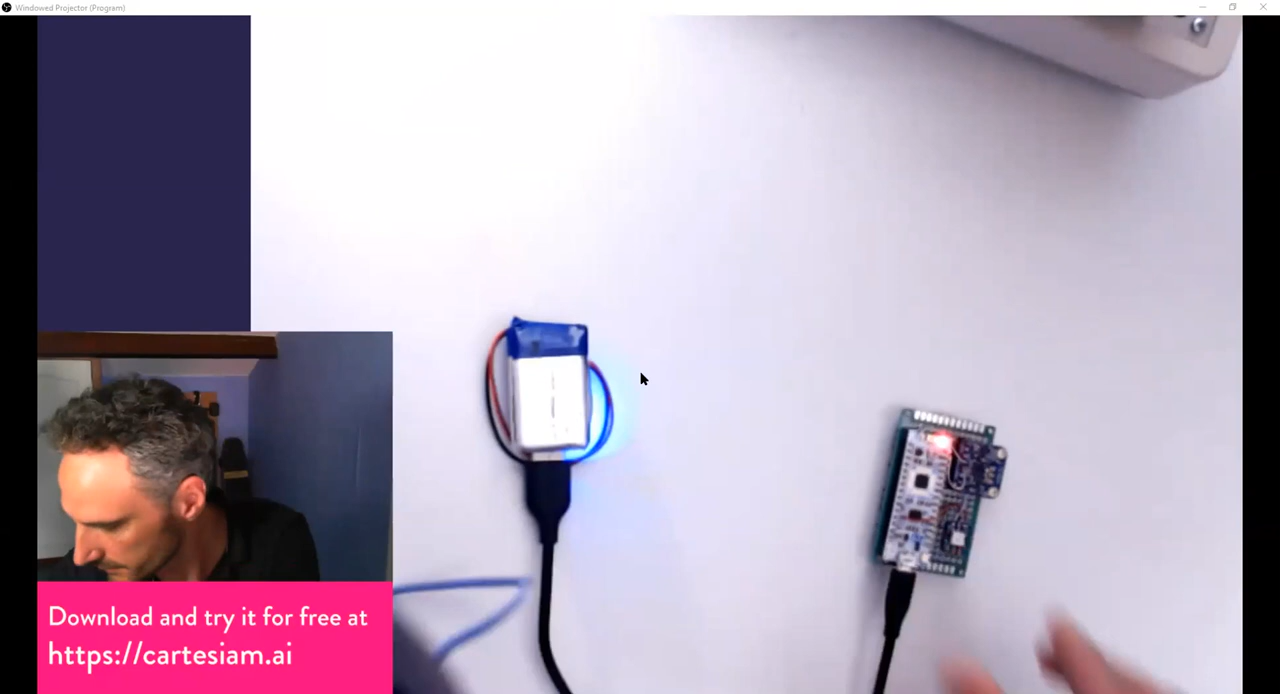 Windowed Projector (Program)
Download and try it for free at
https://cartesiam.ai